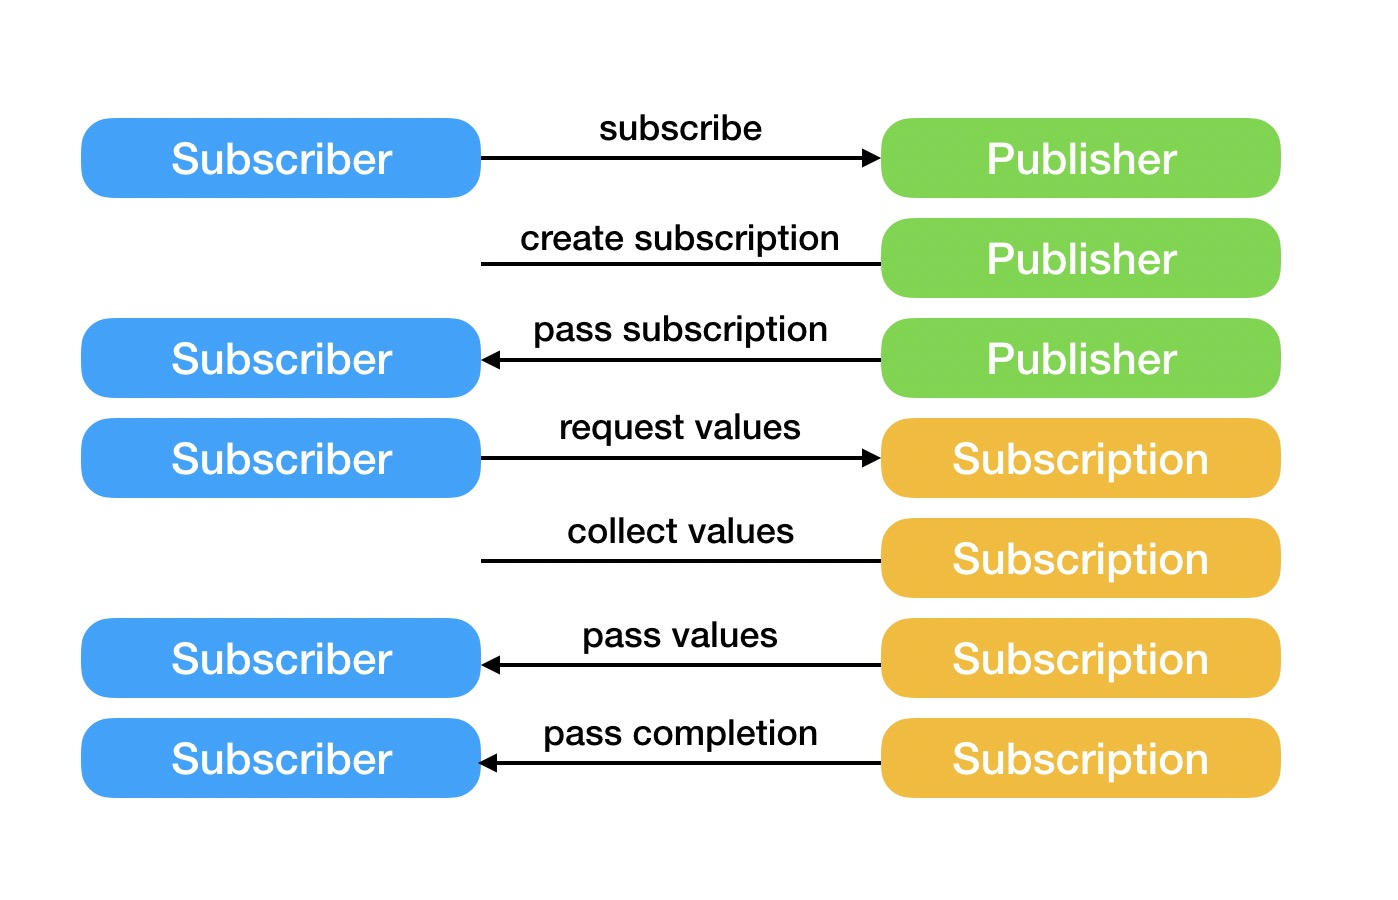 subscribe
Subscriber
Publisher
create subscription
Publisher
pass subscription
Subscriber
Publisher
request values
Subscriber
Subscription
collect values
Subscription
pass values
Subscriber
Subscription
pass completion
Subscriber
Subscription